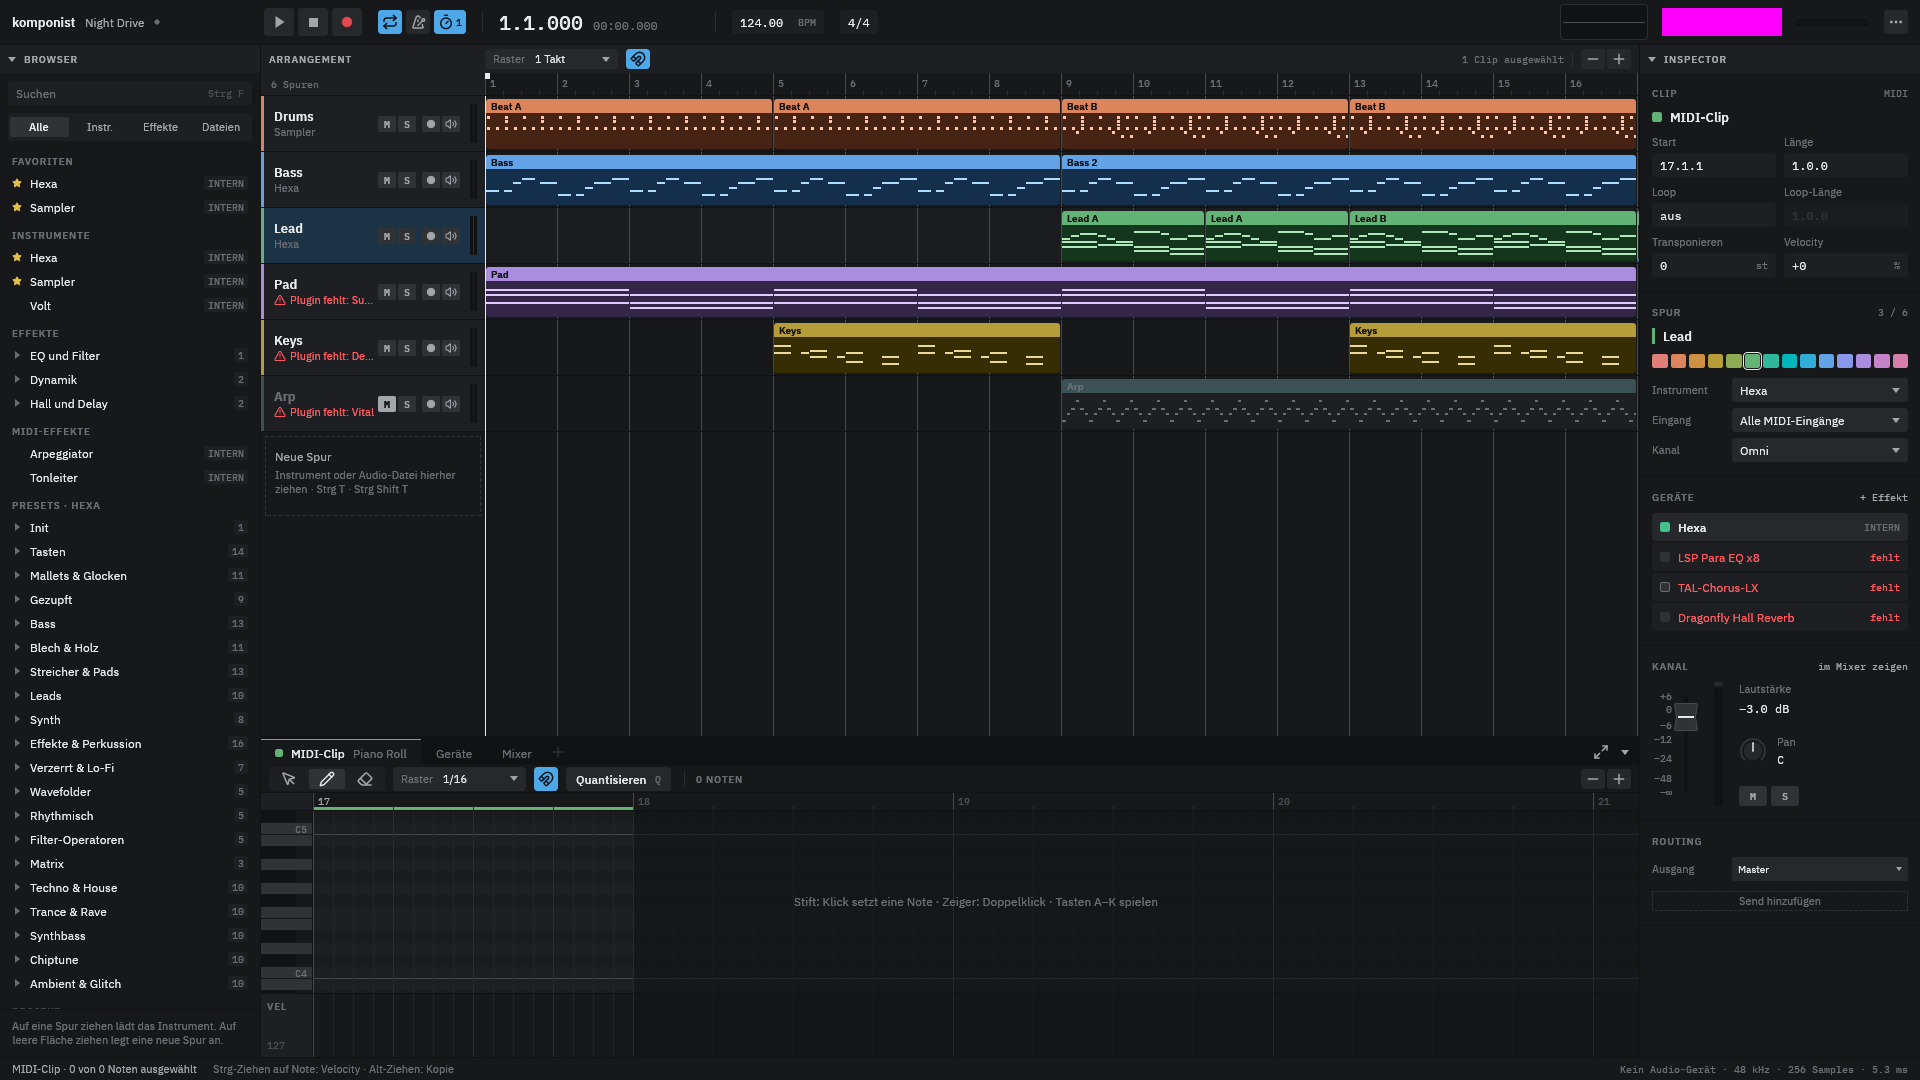 komponist Night Drive
1
1.1.000 00:00.000
124.00 BPM
4/4
BROWSER
Suchen Strg F
Alle Instr. Effekte Dateien
FAVORITEN
Hexa INTERN
Sampler INTERN
INSTRUMENTE
Hexa INTERN
Sampler INTERN
Volt INTERN
EFFEKTE
EQ und Filter 1
Dynamik 2
Hall und Delay 2
MIDI-EFFEKTE
Arpeggiator INTERN
Tonleiter INTERN
PRESETS · HEXA
Init 1
Tasten 14
Mallets & Glocken 11
Gezupft 9
Bass 13
Blech & Holz 11
Streicher & Pads 13
Leads 10
Synth 8
Effekte & Perkussion 16
Verzerrt & Lo-Fi 7
Wavefolder 5
Rhythmisch 5
Filter-Operatoren 5
Matrix 3
Techno & House 10
Trance & Rave 10
Synthbass 10
Chiptune 10
Ambient & Glitch 10
Auf eine Spur ziehen lädt das Instrument. Auf
leere Fläche ziehen legt eine neue Spur an.
ARRANGEMENT
Raster 1 Takt
1 Clip ausgewählt
6 Spuren
1 2 3 4 5 6 7 8 9 10 11 12 13 14 15 16
Drums
Sampler
M S
Beat A Beat A Beat B Beat B
Bass
Hexa
M S
Bass Bass 2
Lead
Hexa
M S
Lead A Lead A Lead B
Pad
Plugin fehlt: Su...
M S
Pad
Keys
Plugin fehlt: De...
M S
Keys Keys
Arp
Plugin fehlt: Vital
M S
Arp
Neue Spur
Instrument oder Audio-Datei hierher
ziehen · Strg T · Strg Shift T
MIDI-Clip Piano Roll Geräte Mixer
Raster 1/16
Quantisieren Q
0 NOTEN
17 18 19 20 21
C5
Stift: Klick setzt eine Note · Zeiger: Doppelklick · Tasten A–K spielen
C4
VEL
127
INSPECTOR
CLIP MIDI
MIDI-Clip
Start Länge
17.1.1 1.0.0
Loop Loop-Länge
aus 1.0.0
Transponieren Velocity
0 st +0 %
SPUR 3 / 6
Lead
Instrument Hexa
Eingang Alle MIDI-Eingänge
Kanal Omni
GERÄTE + Effekt
Hexa INTERN
LSP Para EQ x8 fehlt
TAL-Chorus-LX fehlt
Dragonfly Hall Reverb fehlt
KANAL im Mixer zeigen
+6
0
−6
−12
−24
−48
−∞
Lautstärke
−3.0 dB
Pan
C
M S
ROUTING
Ausgang Master
Send hinzufügen
MIDI-Clip · 0 von 0 Noten ausgewählt Strg-Ziehen auf Note: Velocity · Alt-Ziehen: Kopie
Kein Audio-Gerät · 48 kHz · 256 Samples · 5.3 ms